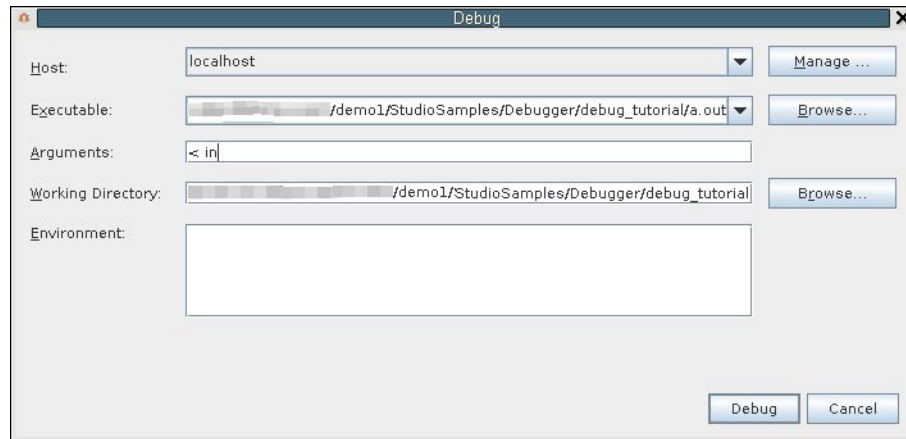 Debug
Host: localhost Manage ...
Executable: /demo1/StudioSamples/Debugger/debug_tutorial/a.out Browse...
Arguments: < in
Working Directory: /demo1/StudioSamples/Debugger/debug_tutorial Browse...
Environment:
Debug Cancel